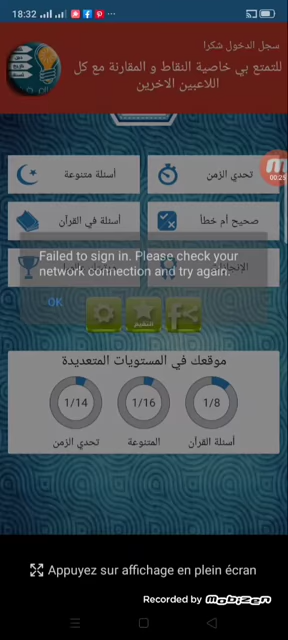 18:32
سجل الدخول شكرا
للتمتع بي خاصية النقاط و المقارنة مع كل
اللاعبين الاخرين
تحدي الزمن
أسئلة متنوعة
00:25
صحيح أم خطأ
أسئلة في القرآن
Failed to sign in. Please check your
network connection and try again.
OK
التقيم
موقعك في المستويات المتعديدة
1/14
1/16
1/8
تحدي الزمن
المتنوعة
أسئلة القرآن
Appuyez sur affichage en plein écran
Recorded by mobizen